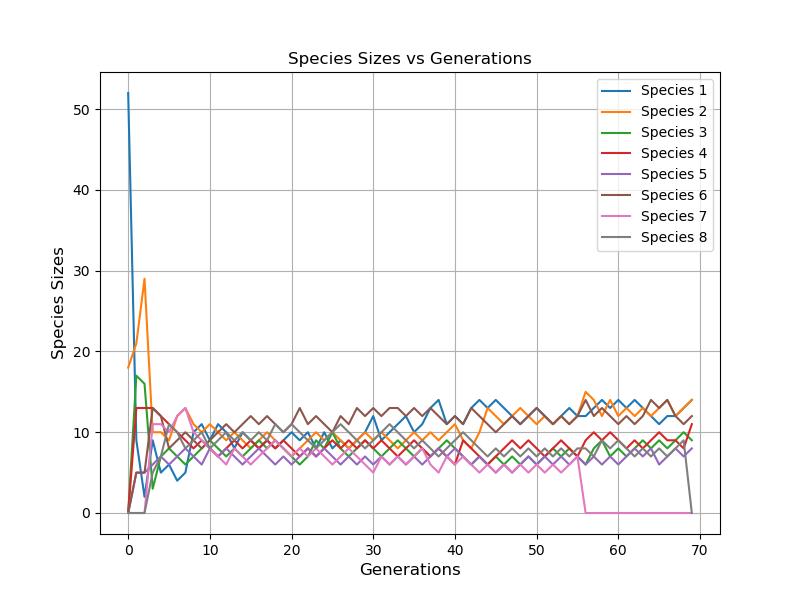 Species Sizes vs Generations
Species 1
Species 2
Species 3
Species 4
Species 5
Species 6
Species 7
Species 8
50
40
30
20
10
0
Species Sizes
0 10 20 30 40 50 60 70
Generations